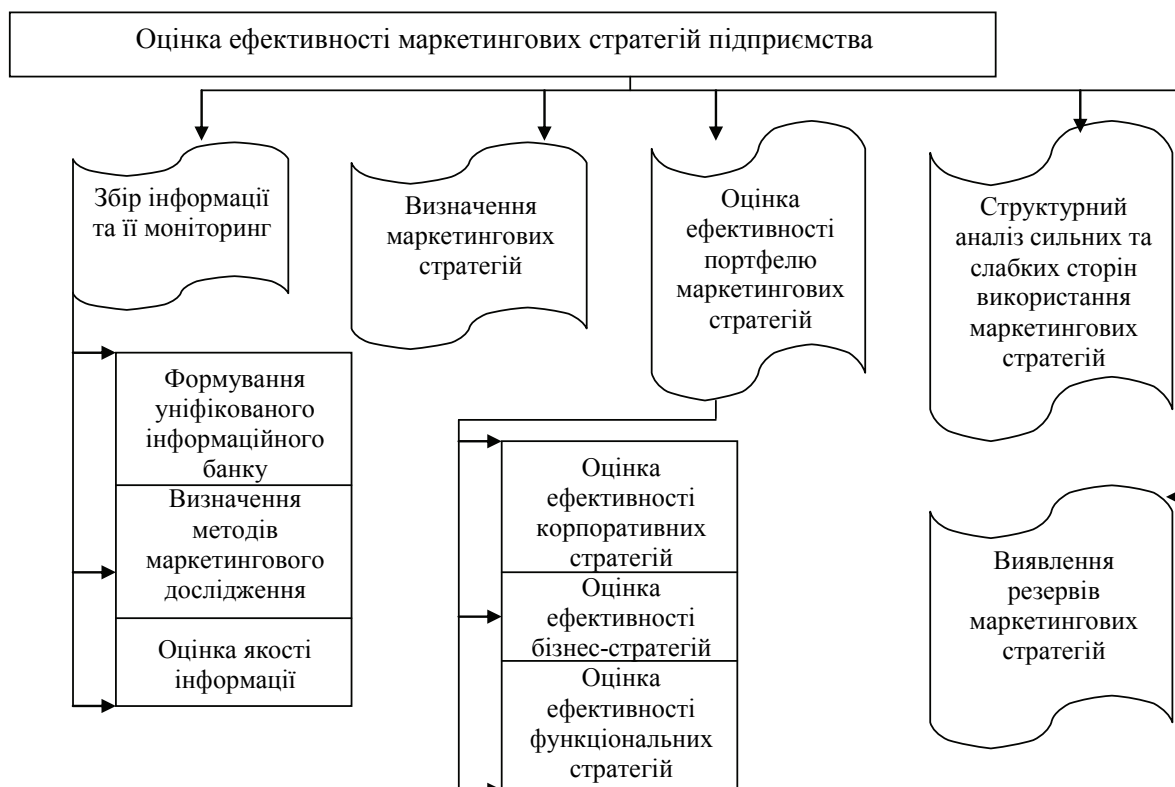 Оцінка ефективності маркетингових стратегій підприємства
Збір інформації
та її моніторинг
Визначення
маркетингових
стратегій
Оцінка
ефективності
портфелю
маркетингових
стратегій
Структурний
аналіз сильних та
слабких сторін
використання
маркетингових
стратегій
Формування
уніфікованого
інформаційного
банку
Визначення
методів
маркетингового
дослідження
Оцінка якості
інформації
Оцінка
ефективності
корпоративних
стратегій
Оцінка
ефективності
бізнес-стратегій
Оцінка
ефективності
функціональних
стратегій
Виявлення
резервів
маркетингових
стратегій